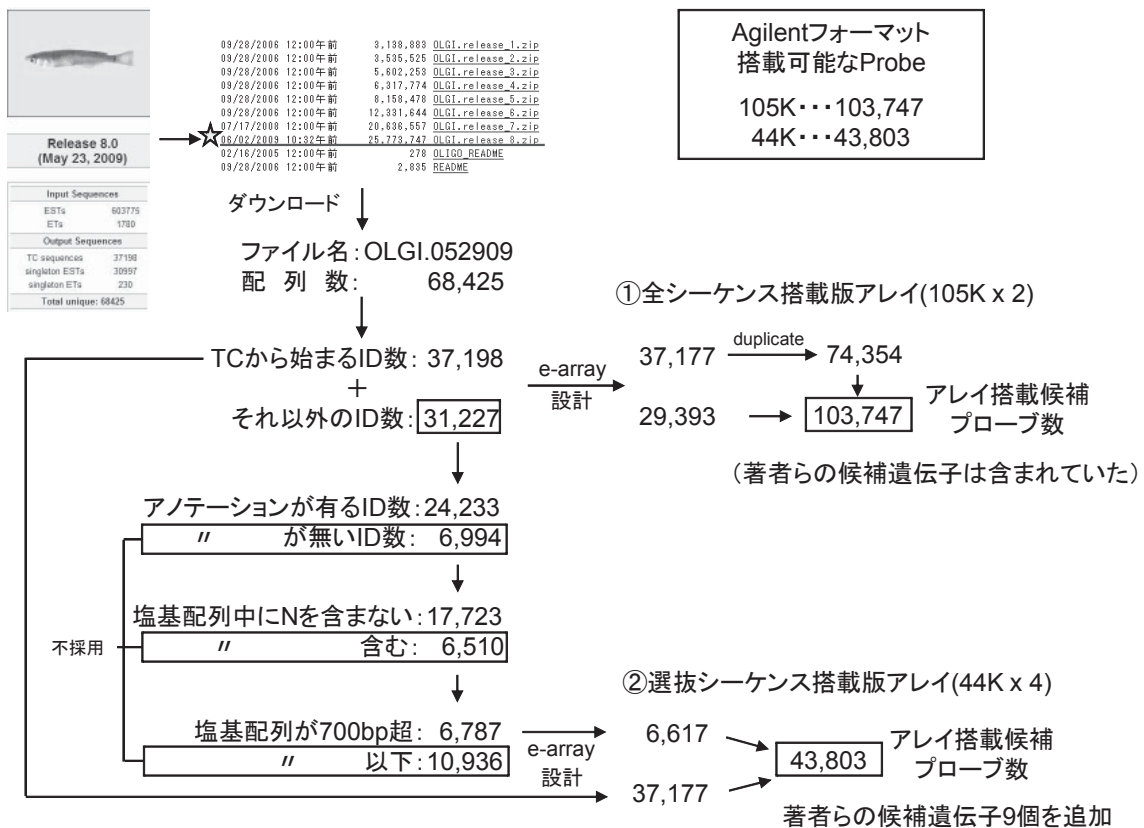 Release 8.0
(May 23, 2009)
Input Sequences
ESTs 603775
ETs 1780
Output Sequences
TC sequences 37198
singleton ESTs 30997
singleton ETs 230
Total unique: 68425
09/28/2006 12:00午前 3,138,883 OLGI.release_1.zip
09/28/2006 12:00午前 3,535,525 OLGI.release_2.zip
09/28/2006 12:00午前 5,602,253 OLGI.release_3.zip
09/28/2006 12:00午前 6,317,774 OLGI.release_4.zip
09/28/2006 12:00午前 8,158,478 OLGI.release_5.zip
09/28/2006 12:00午前 12,331,644 OLGI.release_6.zip
07/17/2008 12:00午前 20,636,557 OLGI.release_7.zip
06/02/2009 10:32午前 25,773,747 OLGI.release_8.zip
02/16/2005 12:00午前 278 OLIGO_README
09/28/2006 12:00午前 2,835 README
Agilentフォーマット
搭載可能なProbe
105K・・・103,747
44K・・・43,803
ダウンロード
ファイル名:OLGI.052909
配列数: 68,425
①全シーケンス搭載版アレイ(105K x 2)
TCから始まるID数: 37,198
+
それ以外のID数: 31,227
e-array
設計
37,177
duplicate
74,354
29,393
103,747
アレイ搭載候補
プローブ数
(著者らの候補遺伝子は含まれていた)
アノテーションが有るID数:24,233
〃 が無いID数: 6,994
塩基配列中にNを含まない:17,723
〃 含む: 6,510
不採用
②選抜シーケンス搭載版アレイ(44K x 4)
塩基配列が700bp超: 6,787
〃 以下:10,936
e-array
設計
6,617
37,177
43,803
アレイ搭載候補
プローブ数
著者らの候補遺伝子9個を追加